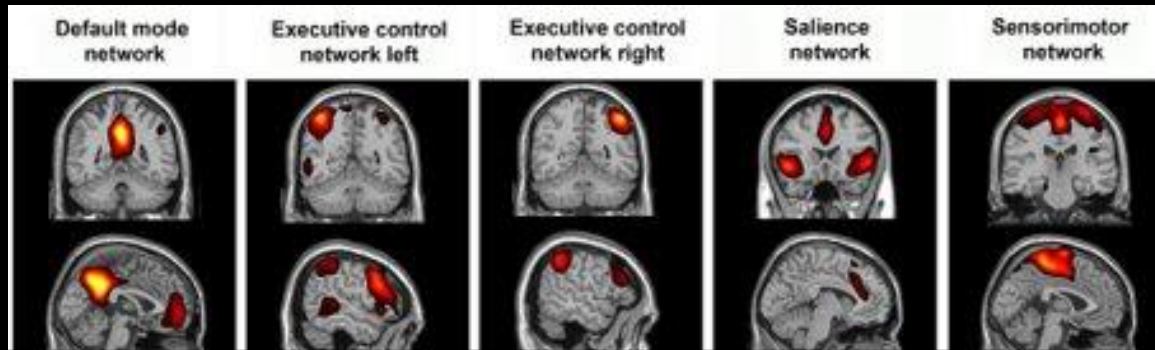 Default mode
network
Executive control
network left
Executive control
network right
Salience
network
Sensorimotor
network